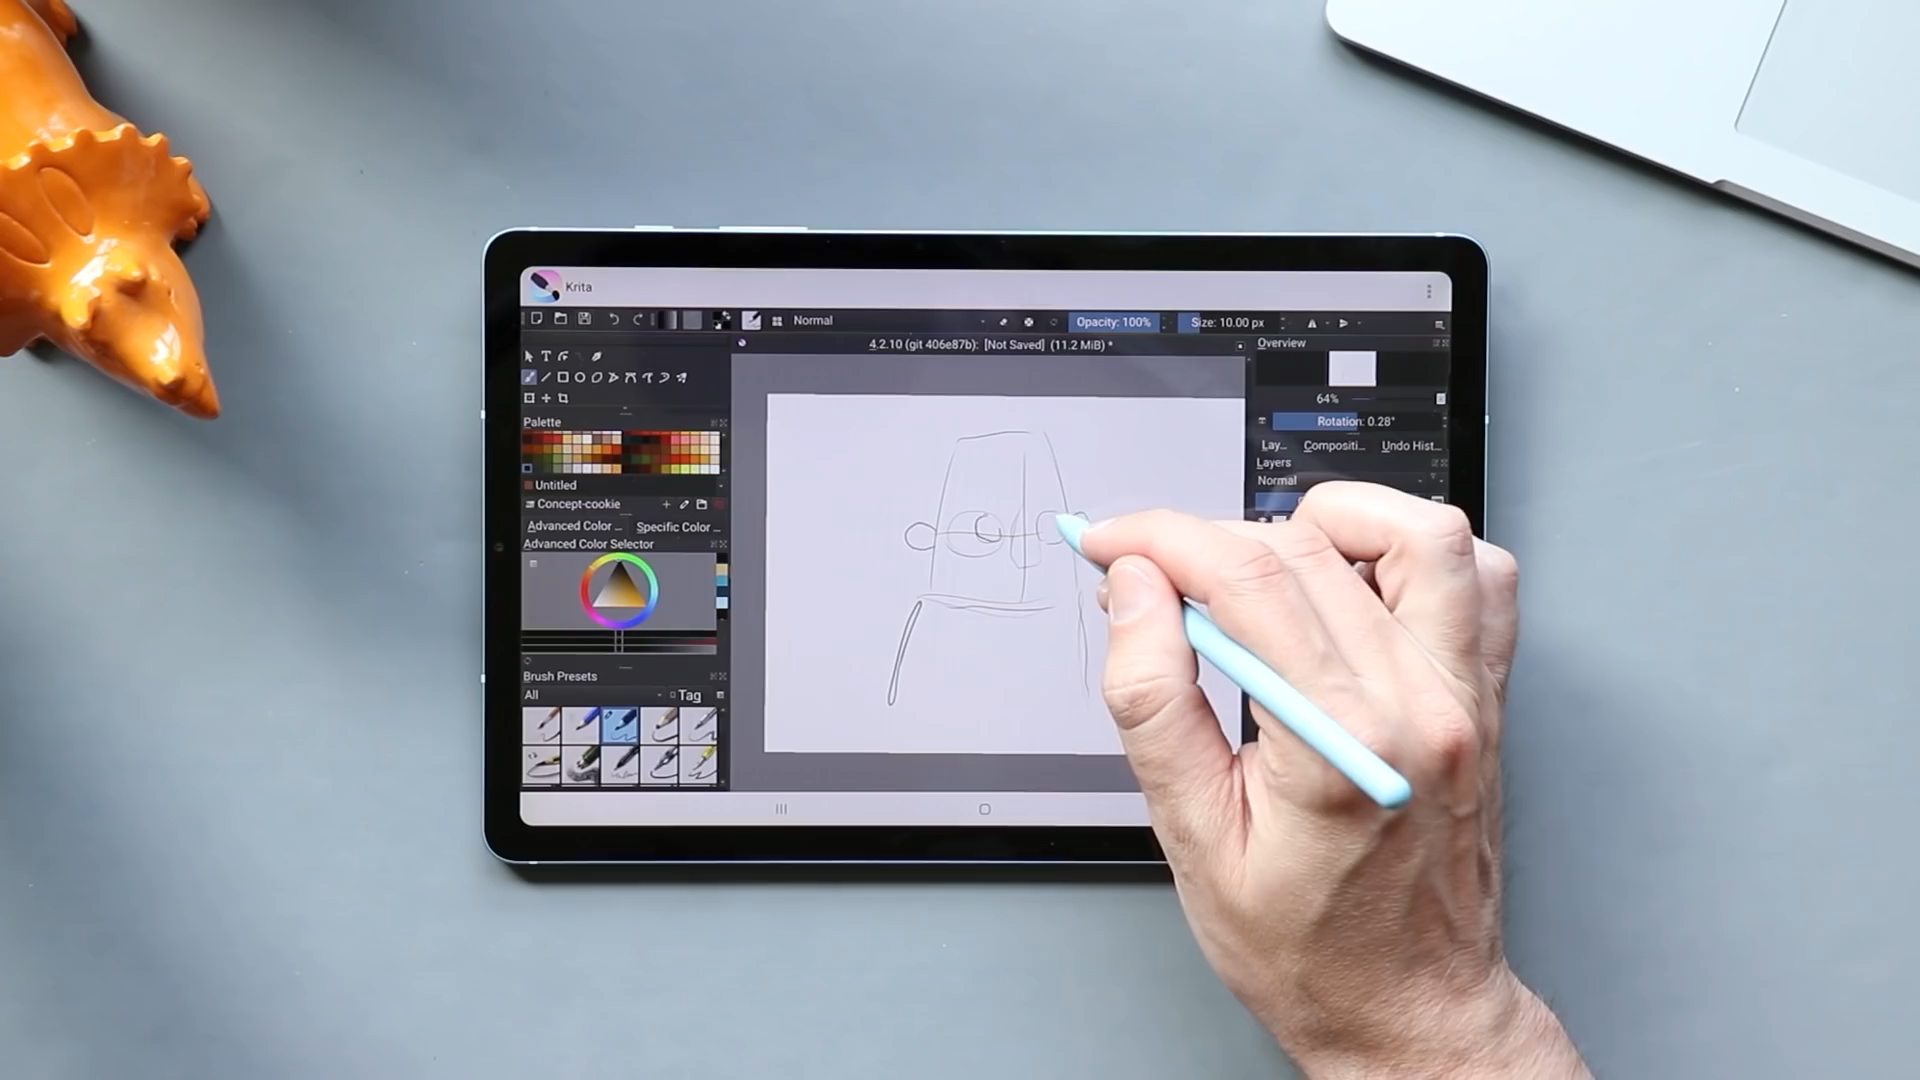 Krita
Normal
Opacity: 100%
Size: 10.00 px
4.2.10 (git 406e87b): [Not Saved] (11.2 MiB) *
Overview
64%
Rotation: 0.28°
Lay... Compositi... Undo Hist...
Layers
Normal
Palette
Untitled
Concept-cookie
Advanced Color ... Specific Color ...
Advanced Color Selector
Brush Presets
All
Tag